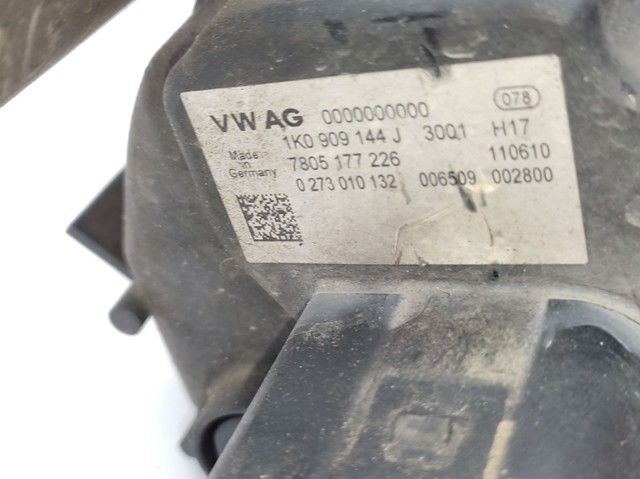 VW AG 0000000000 078
1K0 909 144 J 3001 H17
Made in Germany 7805 177 226 110610
0 273 010 132 006509 002800